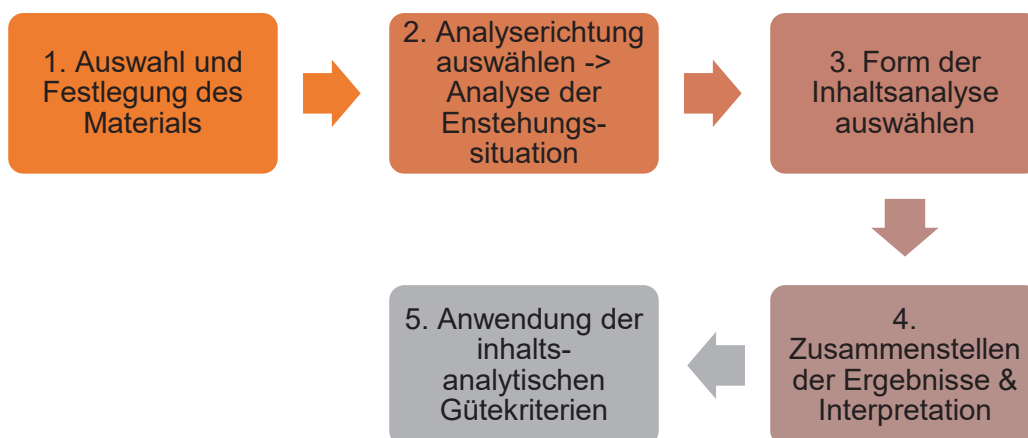 1. Auswahl und
Festlegung des
Materials
2. Analyserichtung
auswählen ->
Analyse der
Enstehungs-
situation
3. Form der
Inhaltsanalyse
auswählen
4.
Zusammenstellen
der Ergebnisse &
Interpretation
5. Anwendung der
inhalts-
analytischen
Gütekriterien